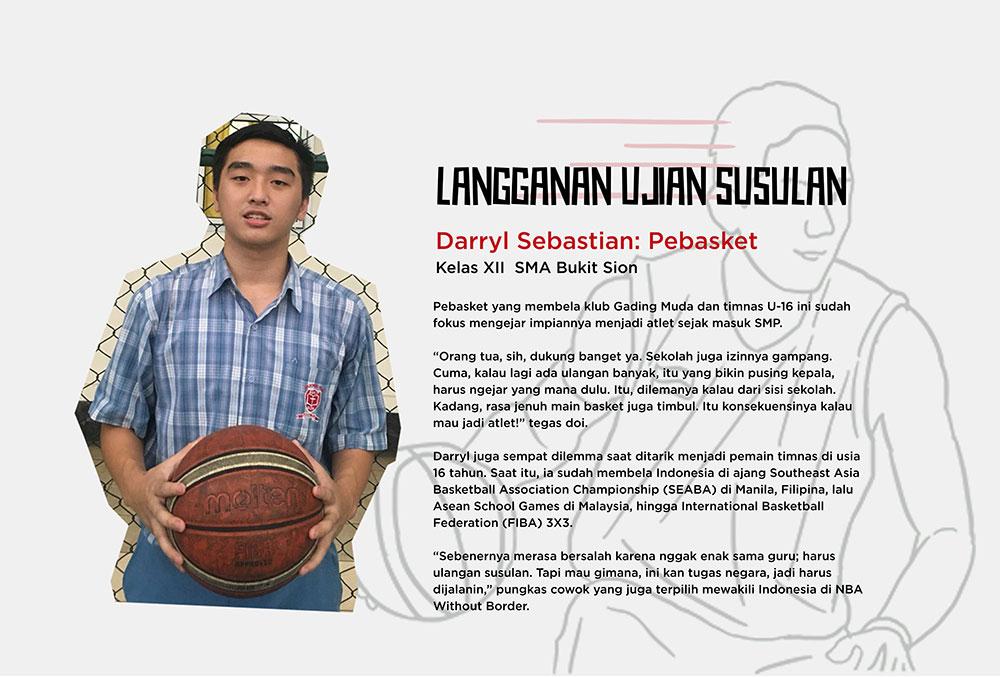 LANGGANAN UJIAN SUSULAN
Darryl Sebastian: Pebasket
Kelas XII SMA Bukit Sion
Pebasket yang membela klub Gading Muda dan timnas U-16 ini sudah
fokus mengejar impiannya menjadi atlet sejak masuk SMP.
“Orang tua, sih, dukung banget ya. Sekolah juga izinnya gampang.
Cuma, kalau lagi ada ulangan banyak, itu yang bikin pusing kepala,
harus ngejar yang mana dulu. Itu, dilemanya kalau dari sisi sekolah.
Kadang, rasa jenuh main basket juga timbul. Itu konsekuensinya kalau
mau jadi atlet!” tegas doi.
Darryl juga sempat dilemma saat ditarik menjadi pemain timnas di usia
16 tahun. Saat itu, ia sudah membela Indonesia di ajang Southeast Asia
Basketball Association Championship (SEABA) di Manila, Filipina, lalu
Asean School Games di Malaysia, hingga International Basketball
Federation (FIBA) 3X3.
“Sebenernya merasa bersalah karena nggak enak sama guru; harus
ulangan susulan. Tapi mau gimana, ini kan tugas negara, jadi harus
dijalanin,” pungkas cowok yang juga terpilih mewakili Indonesia di NBA
Without Border.
molten
FIBA
APPROVED